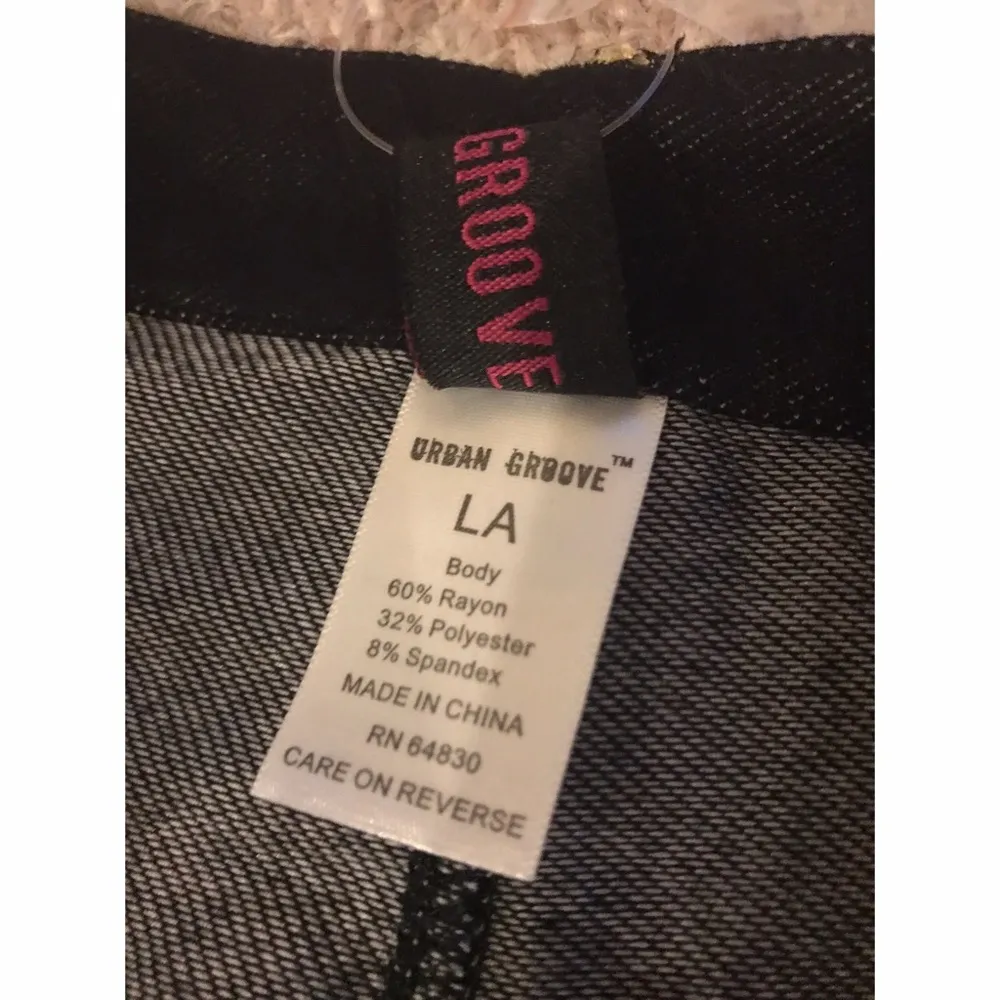 GROOVE
URBAN GROOVE™
LA
Body
60% Rayon
32% Polyester
8% Spandex
MADE IN CHINA
RN 64830
CARE ON REVERSE